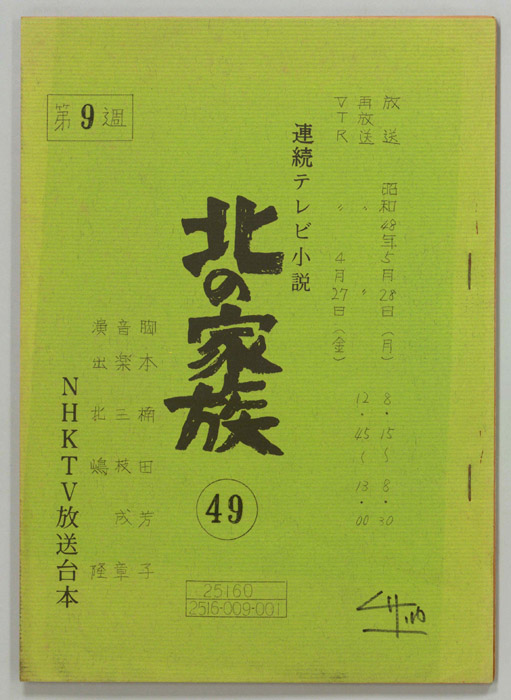 放送 昭和48年5月28日(月) 8・15〜8・30
再放送 〃 〃 12・45〜13・00
VTR 〃 4月27日(金)
連続テレビ小説
北の家族
49
第9週
脚本 楠田芳子
音楽 三枝成章
演出 北嶋隆
NHKTV放送台本
25160
2516-009-001